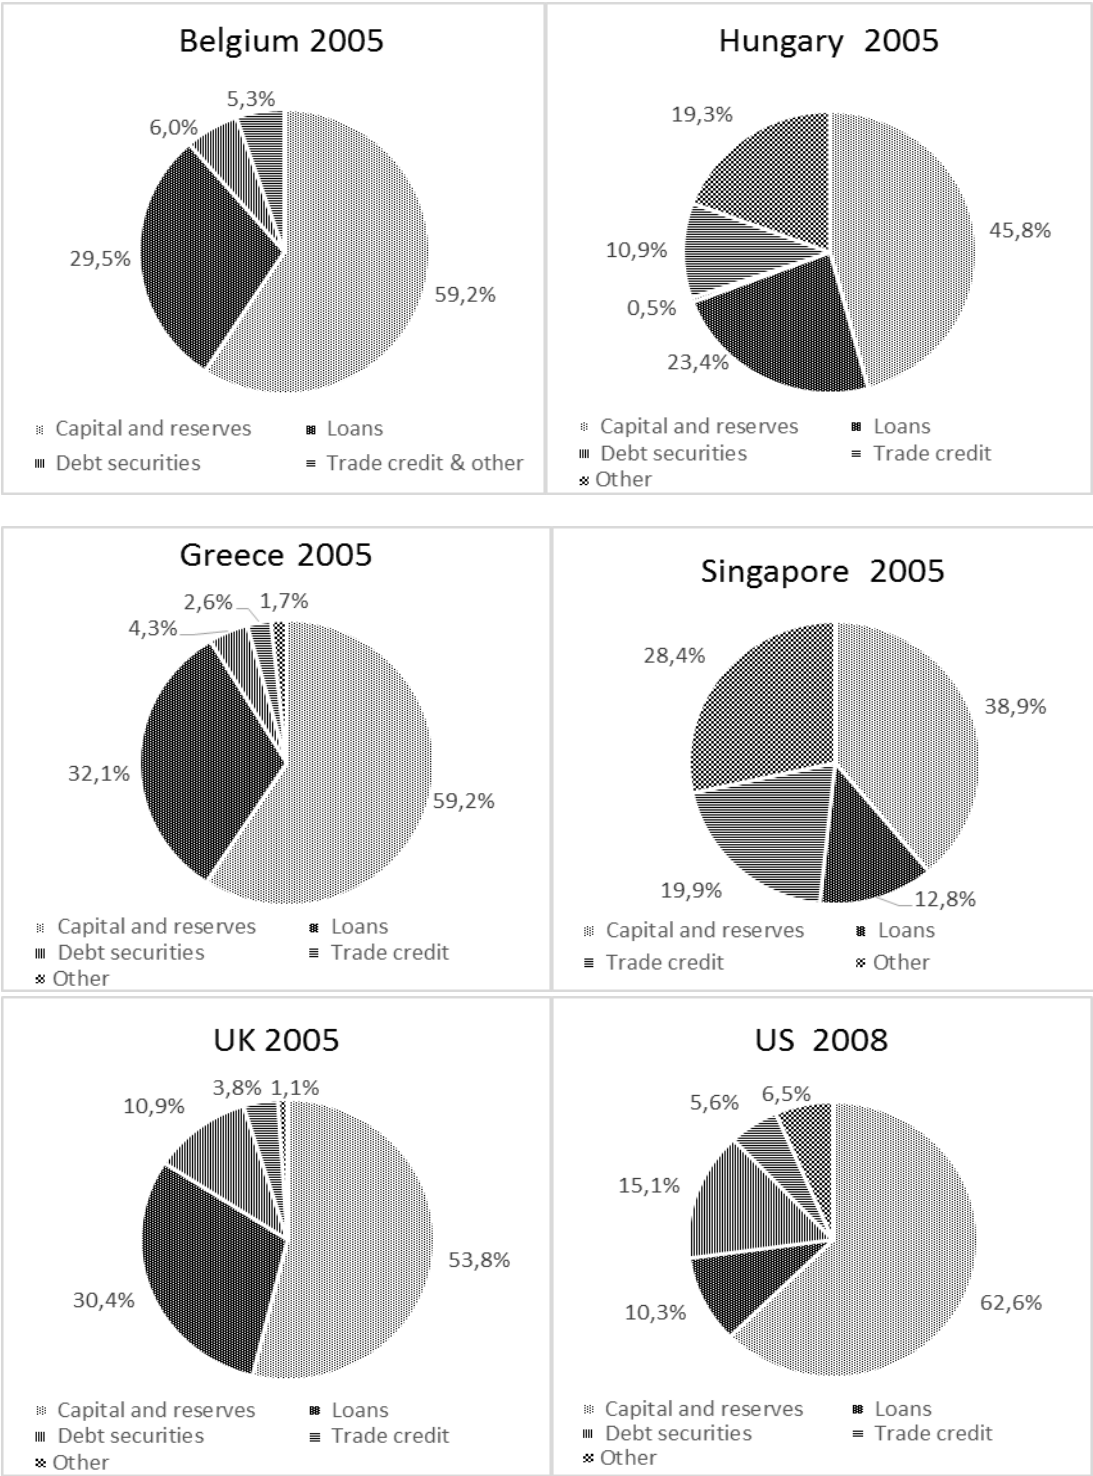 Belgium 2005
5,3%
6,0%
29,5%
59,2%
Capital and reserves Loans
Debt securities Trade credit & other
Hungary 2005
19,3%
45,8%
10,9%
0,5%
23,4%
Capital and reserves Loans
Debt securities Trade credit
Other
Greece 2005
2,6% 1,7%
4,3%
32,1%
59,2%
Capital and reserves Loans
Debt securities Trade credit
Other
Singapore 2005
28,4%
38,9%
19,9%
12,8%
Capital and reserves Loans
Trade credit Other
UK 2005
3,8% 1,1%
10,9%
53,8%
30,4%
Capital and reserves Loans
Debt securities Trade credit
Other
US 2008
6,5%
5,6%
15,1%
62,6%
10,3%
Capital and reserves Loans
Debt securities Trade credit
Other